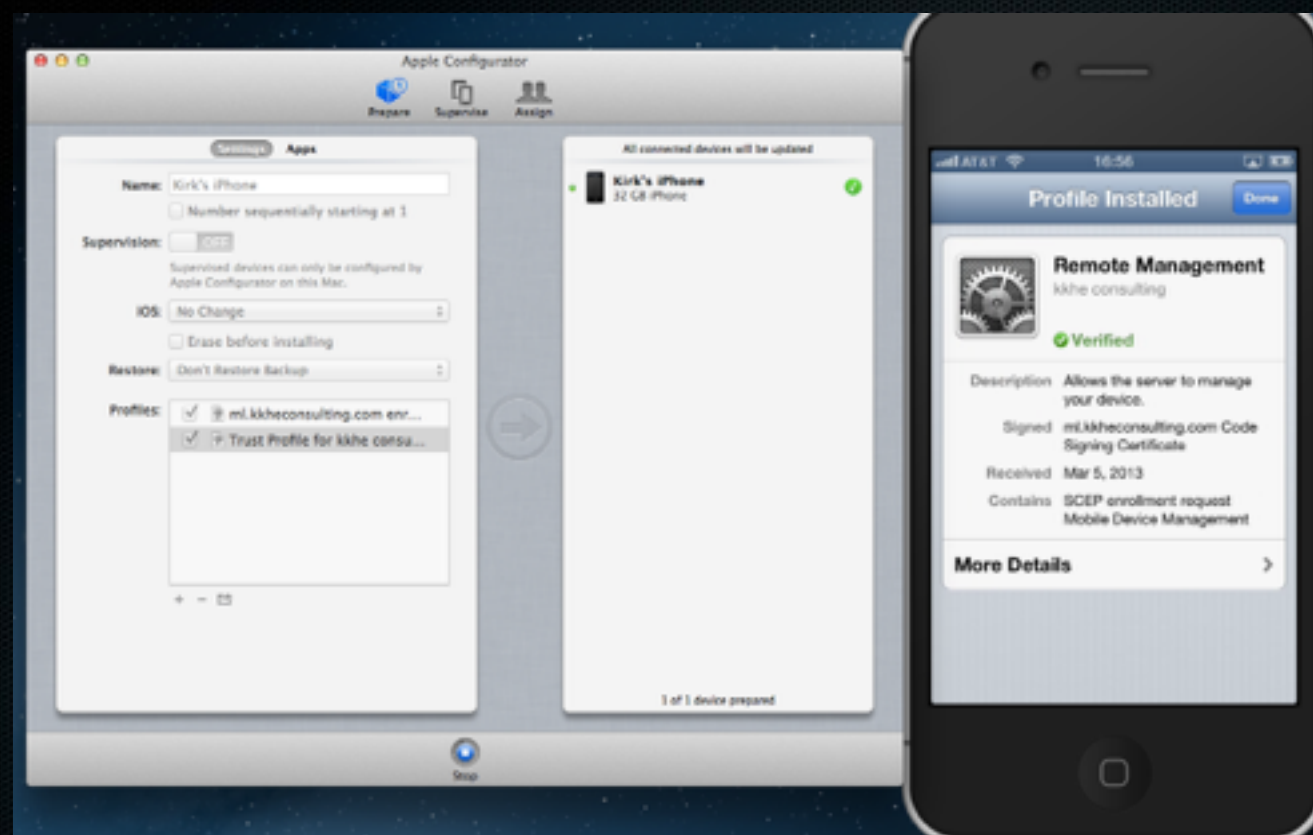 Apple Configurator
Prepare Supervise Assign
Settings Apps
Name: Kirk's iPhone
Number sequentially starting at 1
Supervision: OFF
Supervised devices can only be configured by
Apple Configurator on this Mac.
iOS: No Change
Erase before installing
Restore: Don't Restore Backup
Profiles: ml.kkheconsulting.com enr...
Trust Profile for kkhe consu...
All connected devices will be updated
Kirk's iPhone
32 GB iPhone
1 of 1 device prepared
Stop
AT&T 16:56
Profile Installed Done
Remote Management
kkhe consulting
Verified
Description Allows the server to manage
your device.
Signed ml.kkheconsulting.com Code
Signing Certificate
Received Mar 5, 2013
Contains SCEP enrollment request
Mobile Device Management
More Details